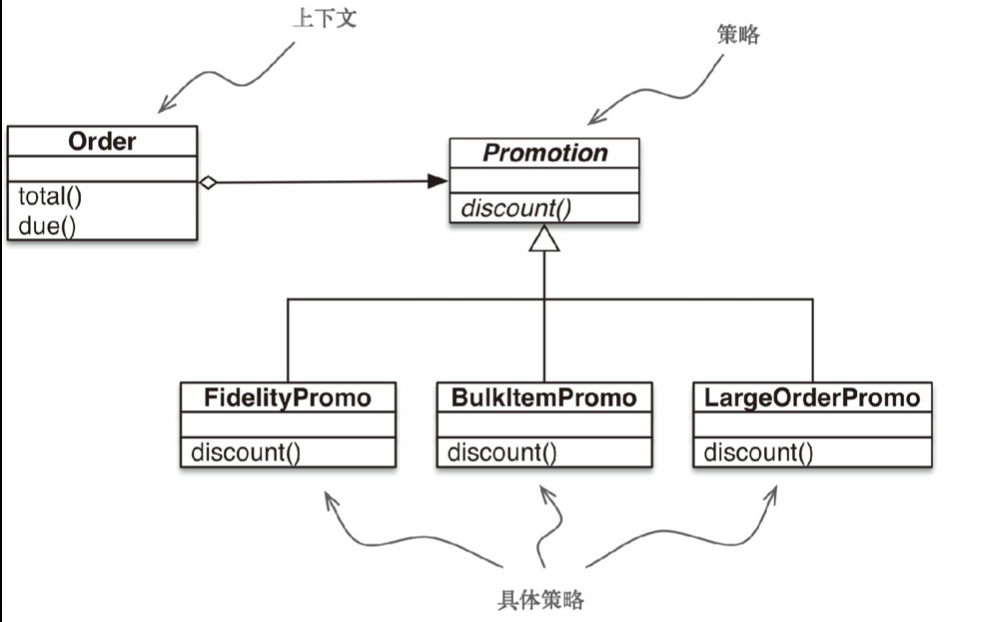 上下文
策略
Order
total()
due()
Promotion
discount()
FidelityPromo
discount()
BulkItemPromo
discount()
LargeOrderPromo
discount()
具体策略